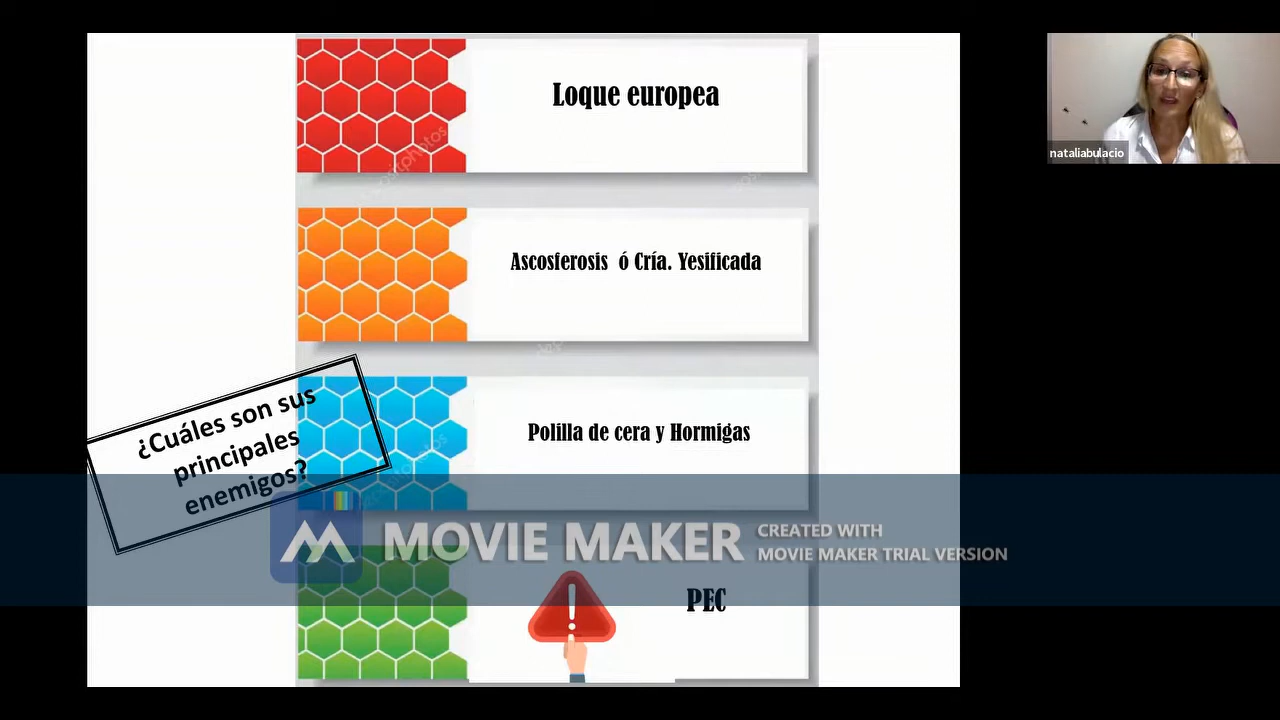 Loque europea
nataliabulacio
Ascosferosis ó Cría. Yesificada
¿Cuáles son sus
principales
enemigos?
Polilla de cera y Hormigas
MOVIE MAKER
CREATED WITH
MOVIE MAKER TRIAL VERSION
PEC